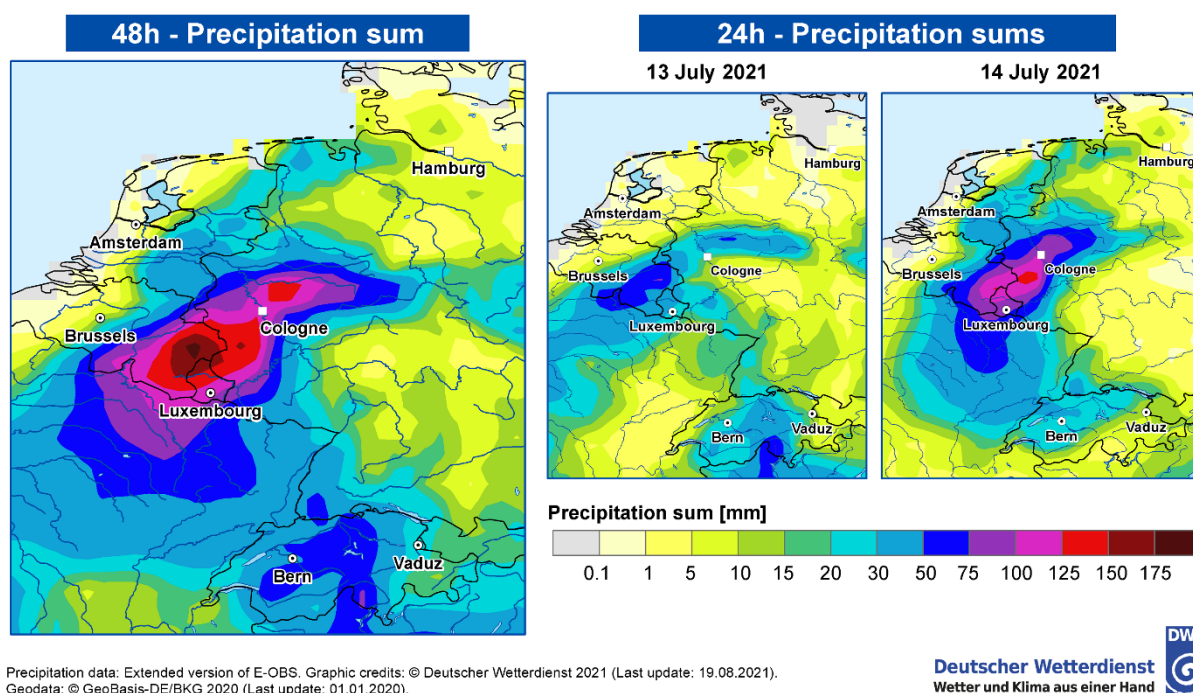 48h - Precipitation sum
Hamburg
Amsterdam
Brussels
Cologne
Luxembourg
Bern
Vaduz
24h - Precipitation sums
13 July 2021
Hamburg
Amsterdam
Brussels
Cologne
Luxembourg
Bern
Vaduz
14 July 2021
Hamburg
Amsterdam
Brussels
Cologne
Luxembourg
Bern
Vaduz
Precipitation sum [mm]
0.1 1 5 10 15 20 30 50 75 100 125 150 175
Precipitation data: Extended version of E-OBS. Graphic credits: © Deutscher Wetterdienst 2021 (Last update: 19.08.2021).
Geodata: © GeoBasis-DE/BKG 2020 (Last update: 01.01.2020).
Deutscher Wetterdienst
Wetter und Klima aus einer Hand
DW